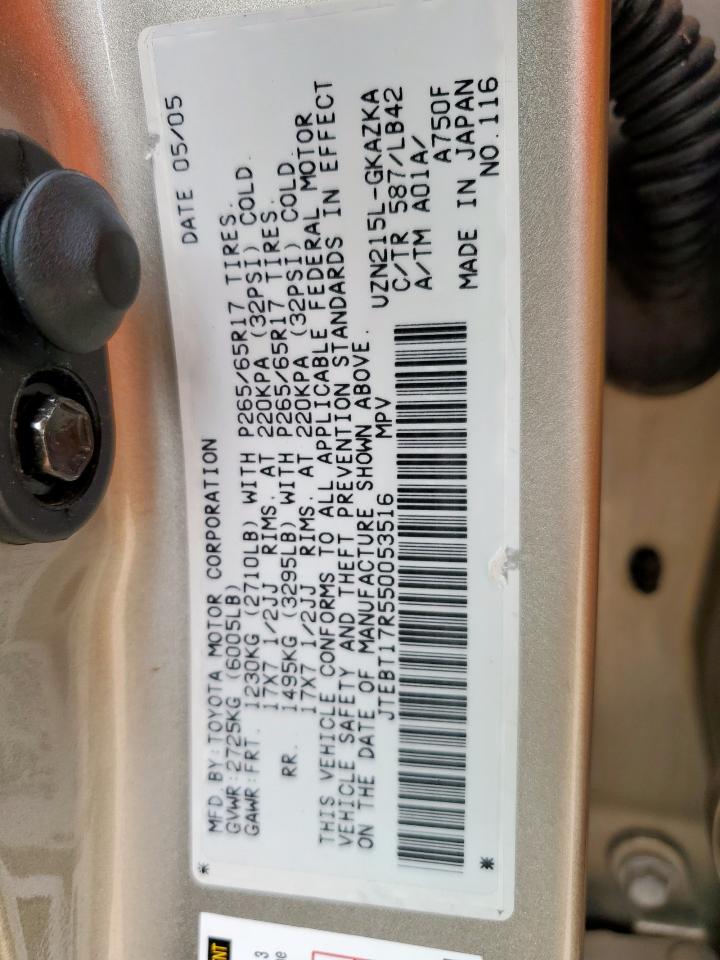 MFD. BY: TOYOTA MOTOR CORPORATION DATE 05/05
GVWR: 2725KG (6005LB)
GAWR: FRT. 1230KG (2710LB) WITH P265/65R17 TIRES.
17X7 1/2JJ RIMS. AT 220KPA (32PSI) COLD.
RR. 1495KG (3295LB) WITH P265/65R17 TIRES.
17X7 1/2JJ RIMS. AT 220KPA (32PSI) COLD.
THIS VEHICLE CONFORMS TO ALL APPLICABLE FEDERAL MOTOR
VEHICLE SAFETY AND THEFT PREVENTION STANDARDS IN EFFECT
ON THE DATE OF MANUFACTURE SHOWN ABOVE.
JTEBT17R550053516 MPV UZN215L-GKAZKA
C/TR 587/LB42
A/TM A01A/ A750F
MADE IN JAPAN
NO.116
3